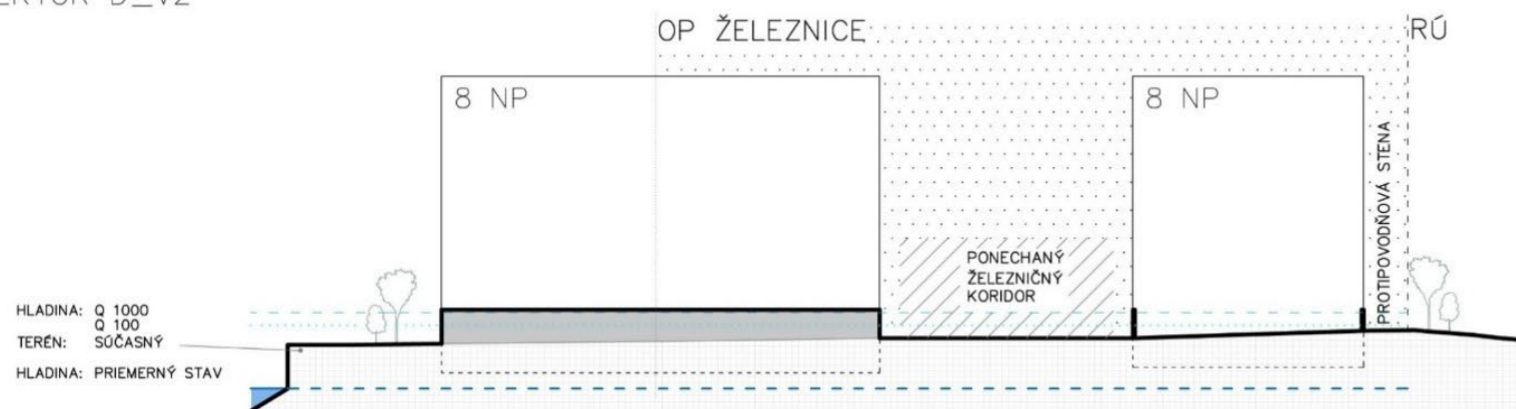 OP ŽELEZNICE
RÚ
8 NP
8 NP
PROTIPOVODŇOVÁ STENA
PONECHANÝ
ŽELEZNIČNÝ
KORIDOR
HLADINA: Q 1000
Q 100
TERÉN: SÚČASNÝ
HLADINA: PRIEMERNÝ STAV